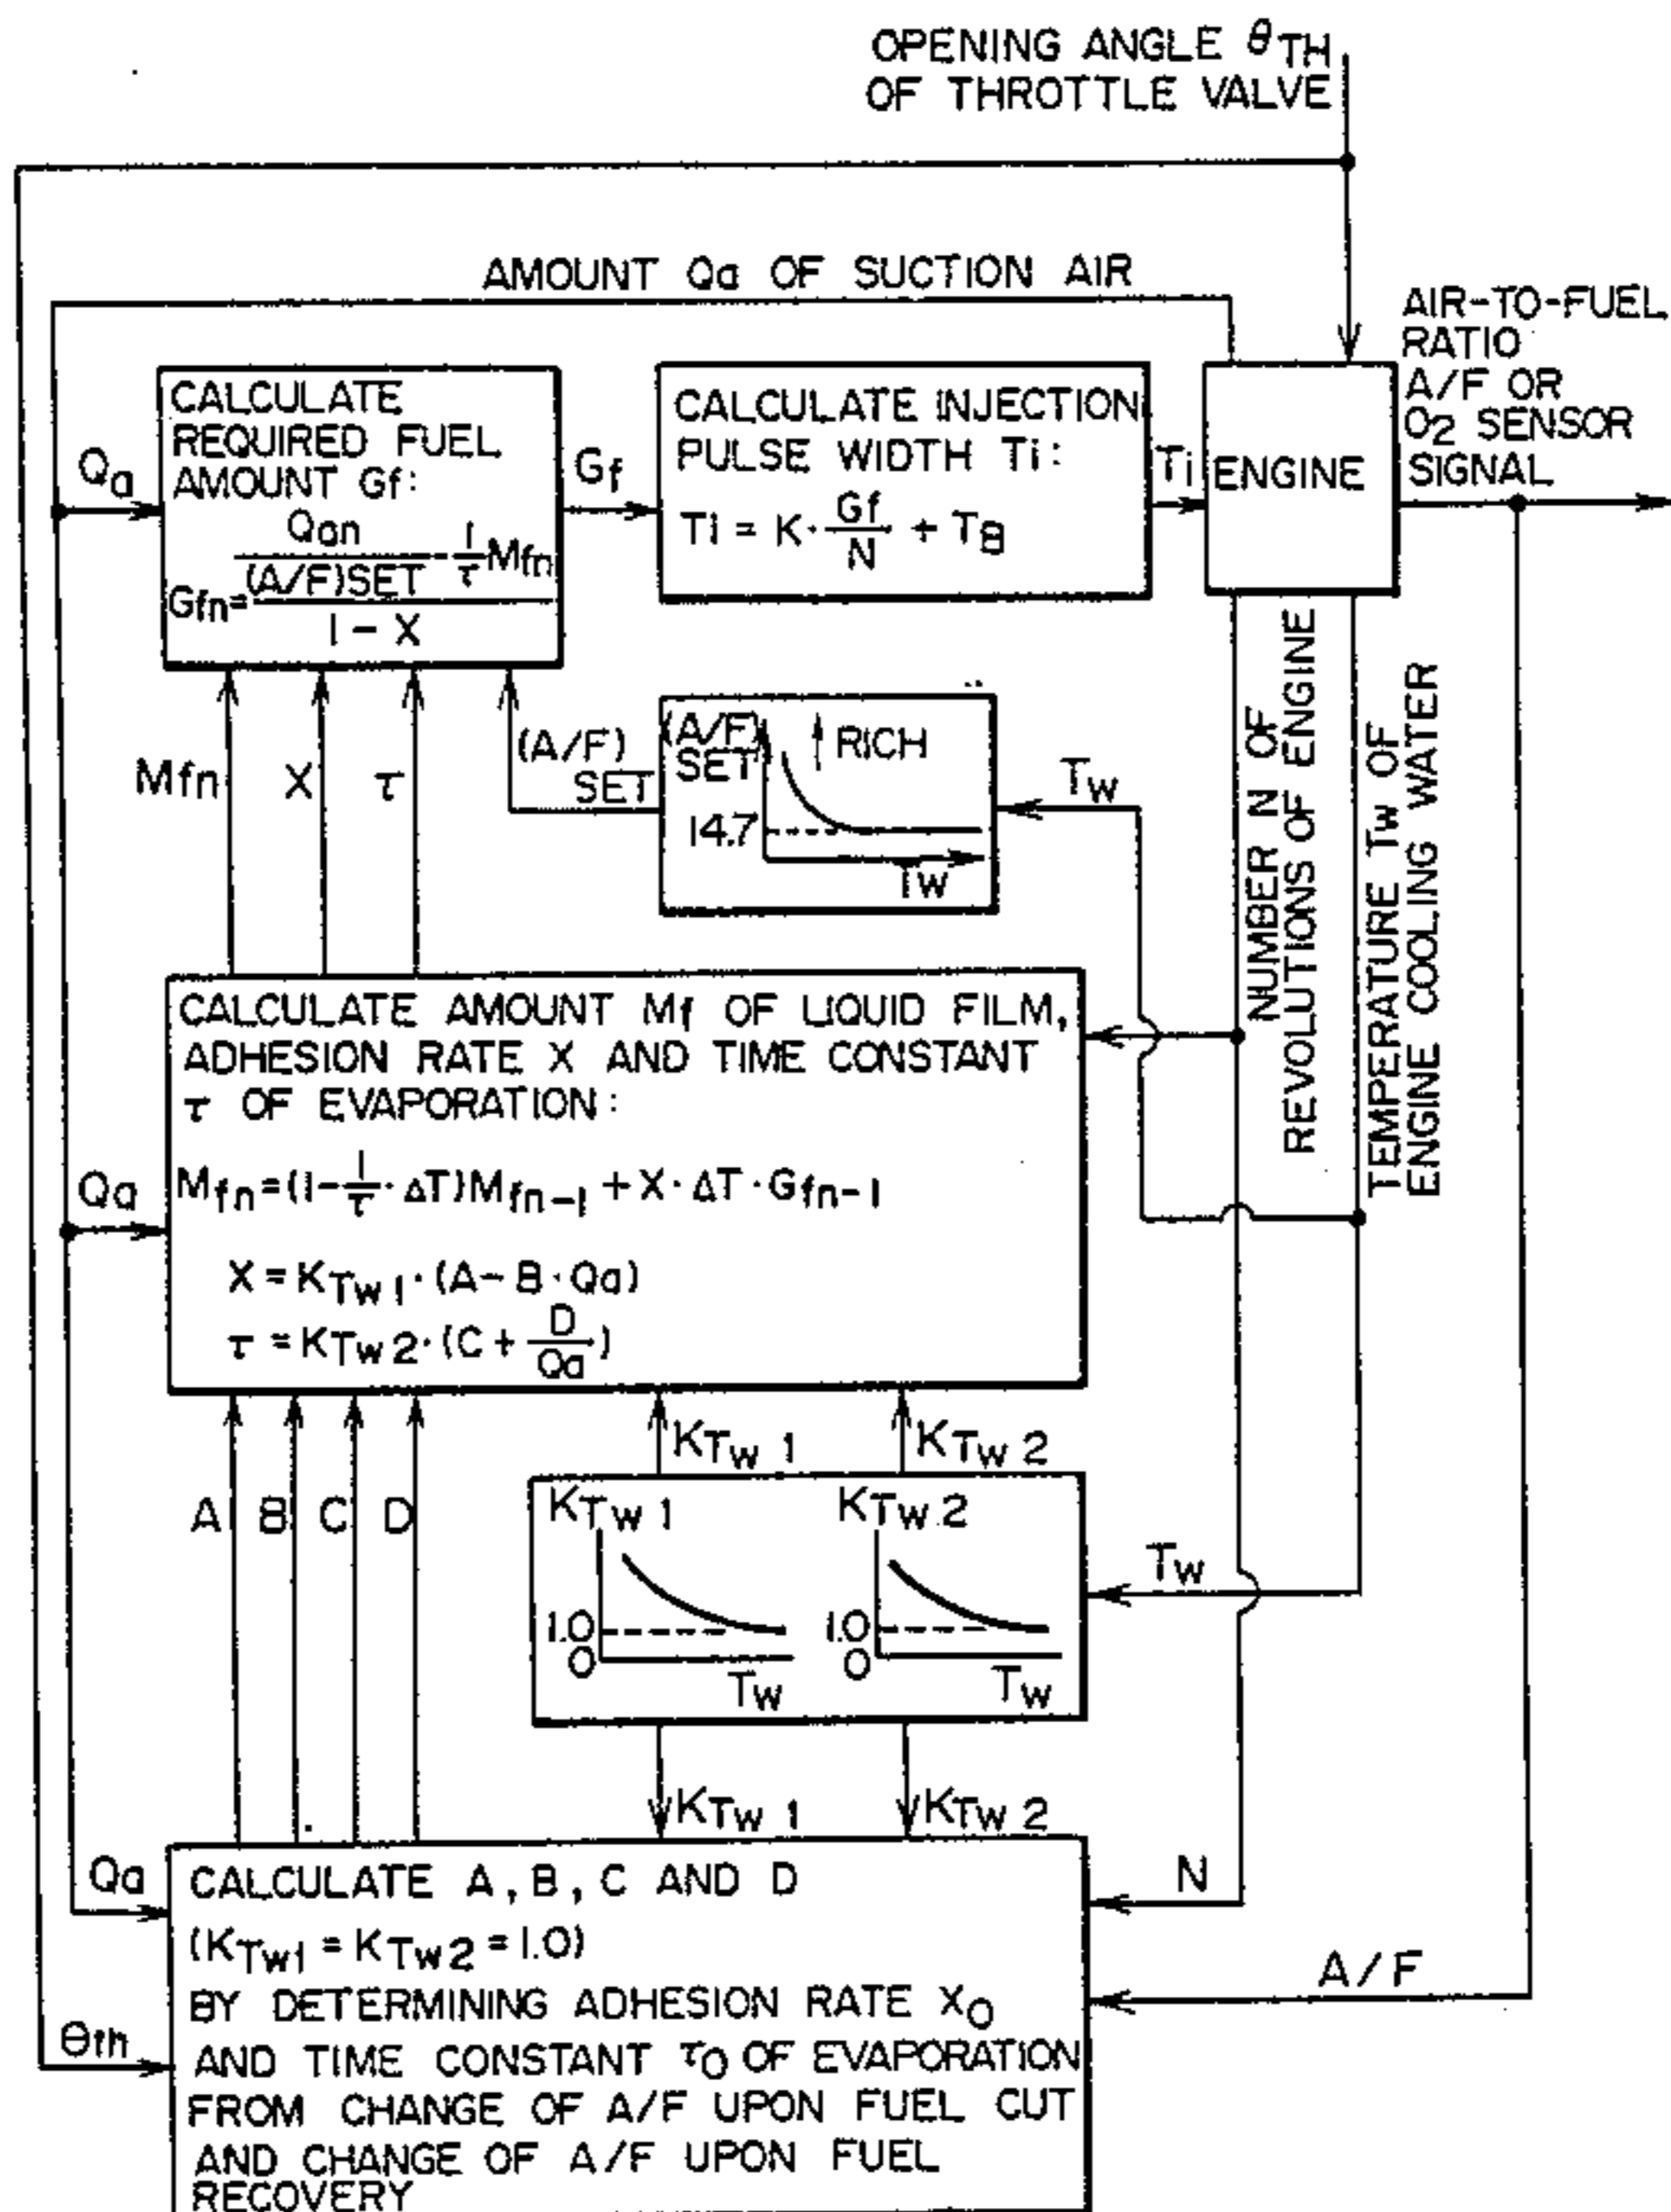 OPENING ANGLE θTH
OF THROTTLE VALVE
AMOUNT Qa OF SUCTION AIR
AIR-TO-FUEL
RATIO
A/F OR
O2 SENSOR
SIGNAL
Qa
CALCULATE
REQUIRED FUEL
AMOUNT Gf:
Gfn = (Qan/(A/F)SET - 1/τ Mfn) / (1 - X)
Gf
CALCULATE INJECTION
PULSE WIDTH Ti:
Ti = K · Gf/N + TB
Ti
ENGINE
Mfn
X
τ
(A/F)
SET
(A/F)
SET
RICH
14.7
Tw
Tw
NUMBER N OF
REVOLUTIONS OF ENGINE
TEMPERATURE Tw OF
ENGINE COOLING WATER
Qa
CALCULATE AMOUNT Mf OF LIQUID FILM,
ADHESION RATE X AND TIME CONSTANT
τ OF EVAPORATION:
Mfn = (1 - 1/τ · ΔT) Mfn-1 + X · ΔT · Gfn-1
X = KTw1 · (A - B · Qa)
τ = KTw2 · (C + D/Qa)
KTw1
KTw2
A
B
C
D
KTw1
1.0
0
Tw
KTw2
1.0
0
Tw
Tw
KTw1
KTw2
Qa
θth
N
A/F
CALCULATE A, B, C AND D
(KTw1 = KTw2 = 1.0)
BY DETERMINING ADHESION RATE X0
AND TIME CONSTANT τ0 OF EVAPORATION
FROM CHANGE OF A/F UPON FUEL CUT
AND CHANGE OF A/F UPON FUEL
RECOVERY